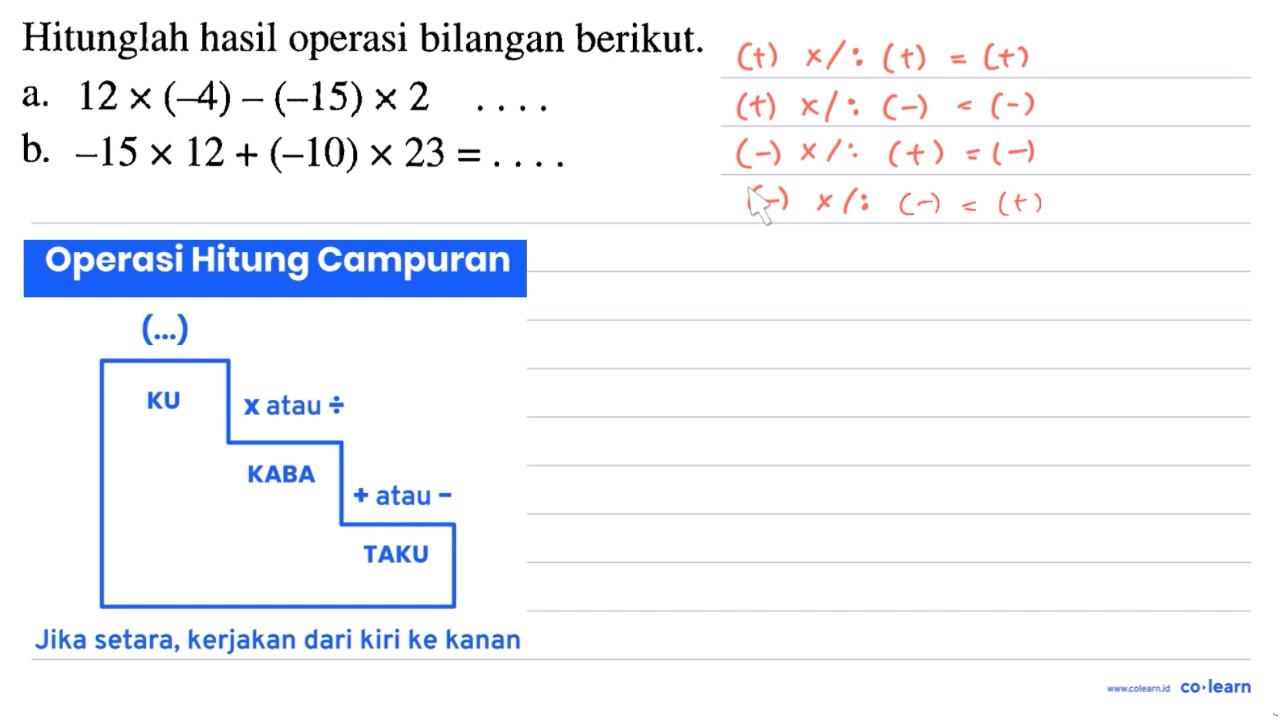 Hitunglah hasil operasi bilangan berikut.
a. 12 × (–4) – (–15) × 2 ....
b. –15 × 12 + (–10) × 23 = ....
(+) ×/: (+) = (+)
(+) ×/: (-) = (-)
(-) ×/: (+) = (-)
(-) ×/: (-) = (+)
Operasi Hitung Campuran
(...)
KU
x atau ÷
KABA
+ atau -
TAKU
Jika setara, kerjakan dari kiri ke kanan
www.colearn.id co·learn